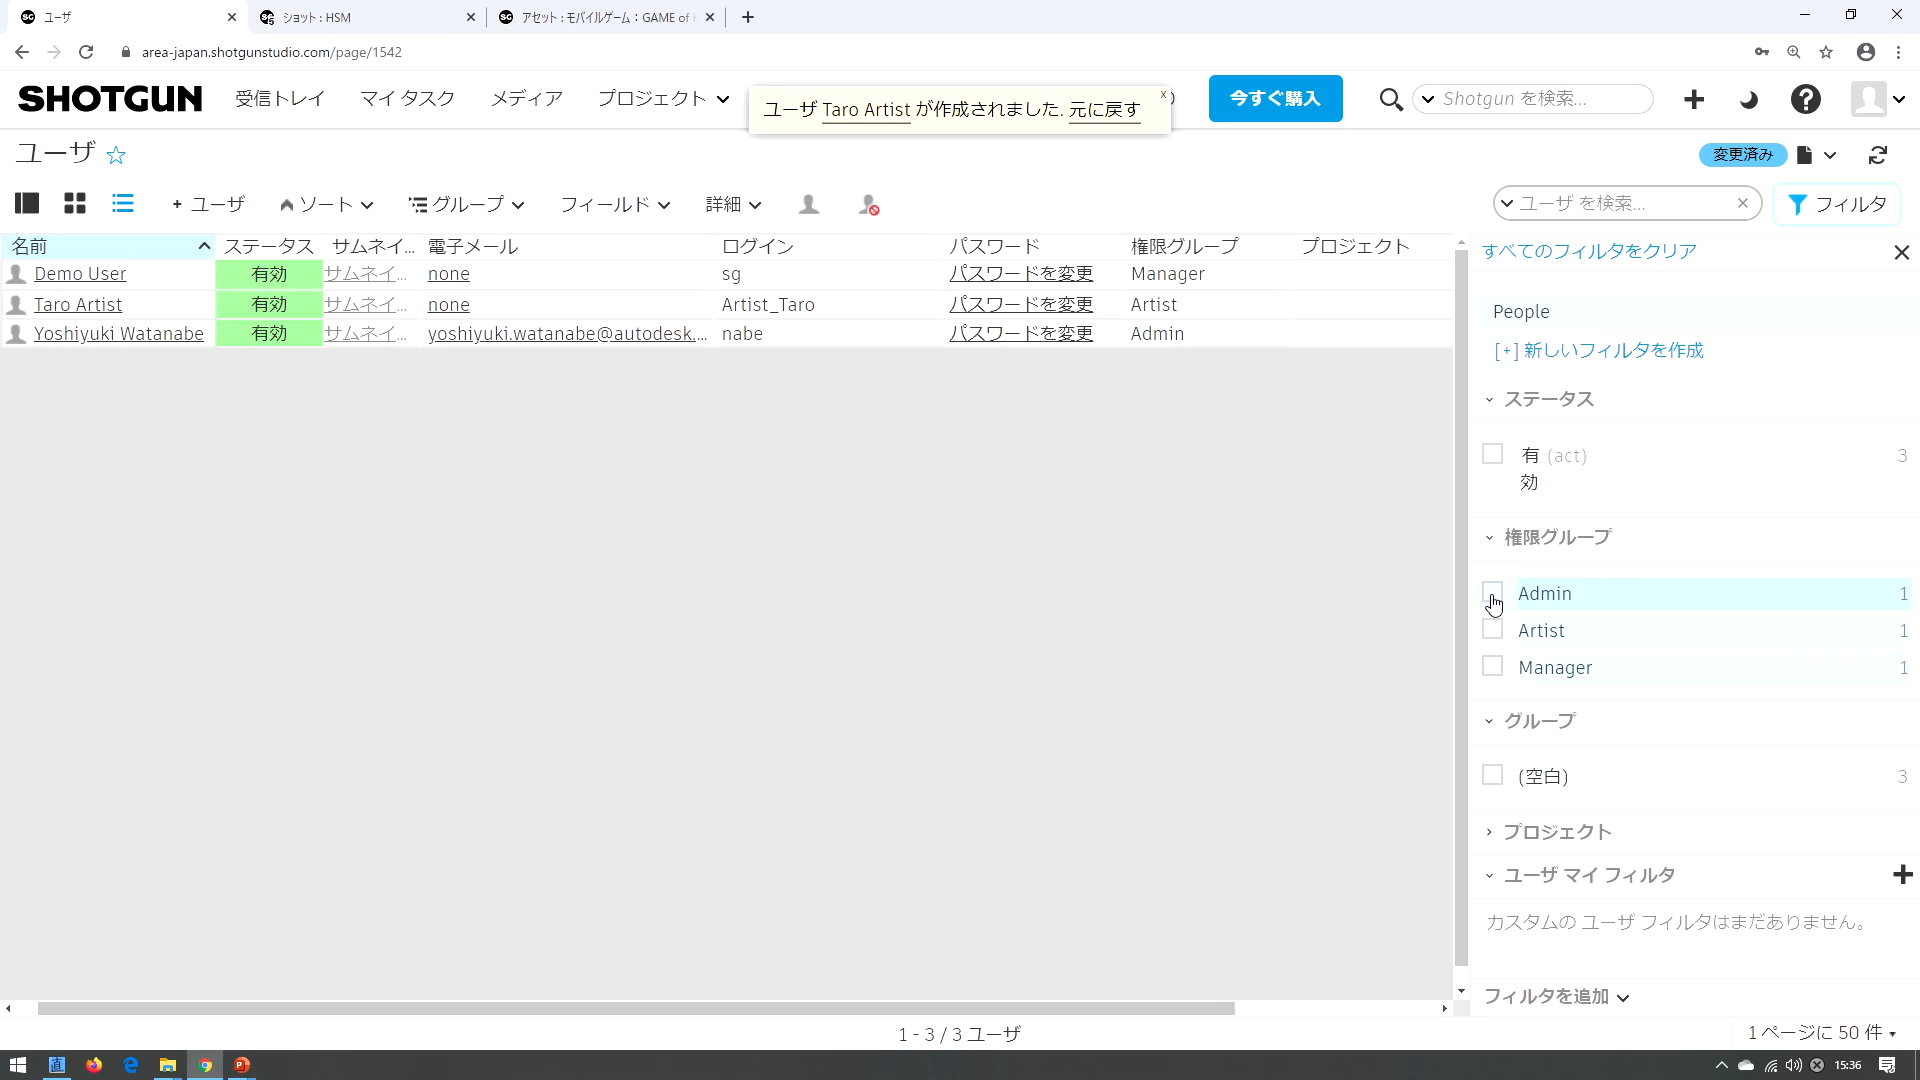 ユーザ
ショット : HSM
アセット : モバイルゲーム：GAME of
area-japan.shotgunstudio.com/page/1542
SHOTGUN
受信トレイ
マイ タスク
メディア
プロジェクト
ユーザ Taro Artist が作成されました. 元に戻す
x
今すぐ購入
Shotgun を検索...
ユーザ
変更済み
+ ユーザ
ソート
グループ
フィールド
詳細
ユーザ を検索...
フィルタ
名前 ステータス サムネイ... 電子メール ログイン パスワード 権限グループ プロジェクト
Demo User 有効 サムネイ... none sg パスワードを変更 Manager
Taro Artist 有効 サムネイ... none Artist_Taro パスワードを変更 Artist
Yoshiyuki Watanabe 有効 サムネイ... yoshiyuki.watanabe@autodesk.... nabe パスワードを変更 Admin
すべてのフィルタをクリア
People
[+] 新しいフィルタを作成
ステータス
有 (act) 3
効
権限グループ
Admin 1
Artist 1
Manager 1
グループ
(空白) 3
プロジェクト
ユーザ マイ フィルタ
カスタムの ユーザ フィルタはまだありません。
フィルタを追加
1 - 3 / 3 ユーザ
1 ページに 50 件
15:36